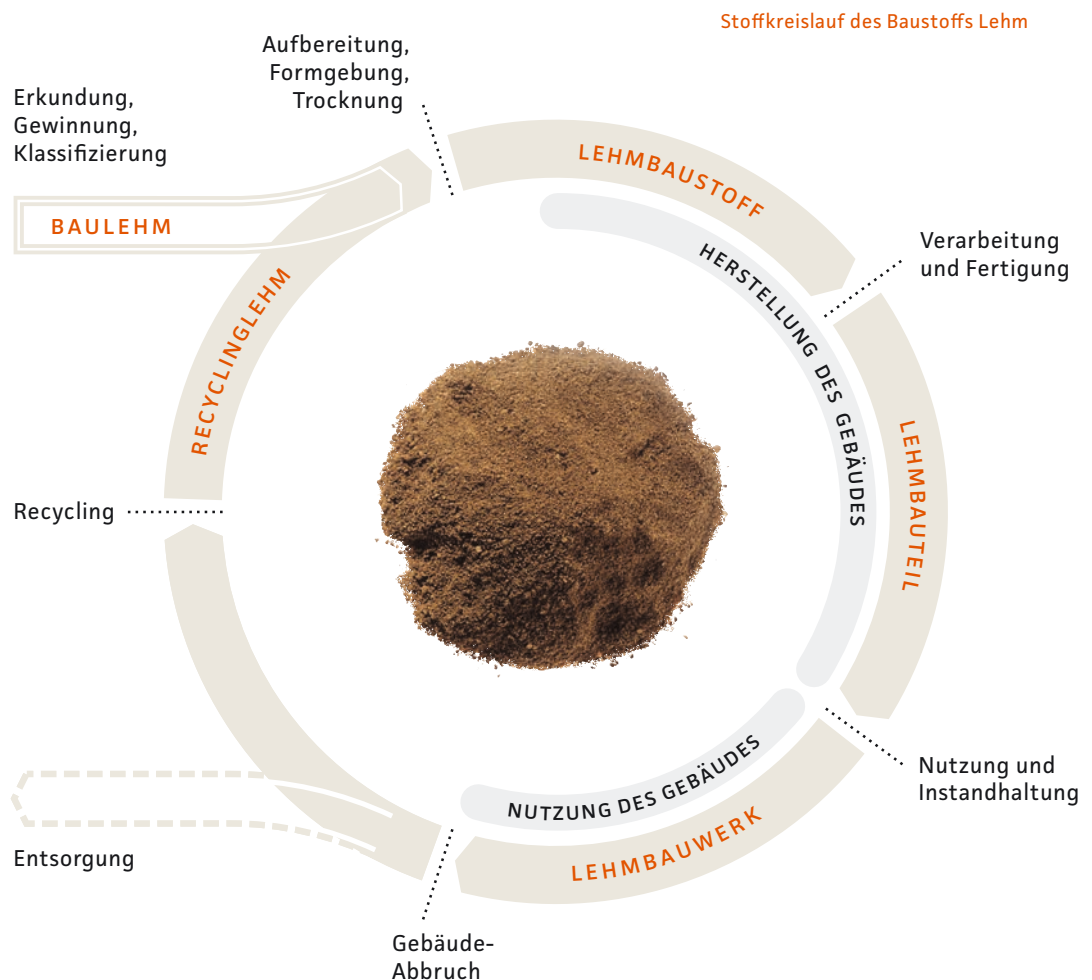 Stoffkreislauf des Baustoffs Lehm
Aufbereitung,
Formgebung,
Trocknung
Erkundung,
Gewinnung,
Klassifizierung
BAULEHM
LEHMBAUSTOFF
HERSTELLUNG DES GEBÄUDES
Verarbeitung
und Fertigung
LEHMBAUTEIL
RECYCLINGLEHM
Recycling
Nutzung und
Instandhaltung
NUTZUNG DES GEBÄUDES
LEHMBAUWERK
Entsorgung
Gebäude-
Abbruch